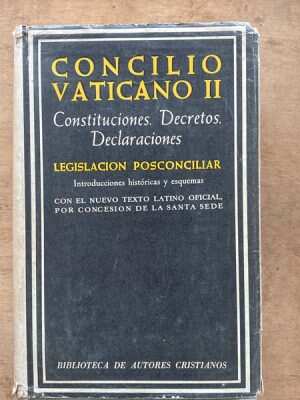 CONCILIO
VATICANO II
Constituciones. Decretos.
Declaraciones
LEGISLACION POSCONCILIAR
Introducciones históricas y esquemas
CON EL NUEVO TEXTO LATINO OFICIAL,
POR CONCESION DE LA SANTA SEDE
BIBLIOTECA DE AUTORES CRISTIANOS